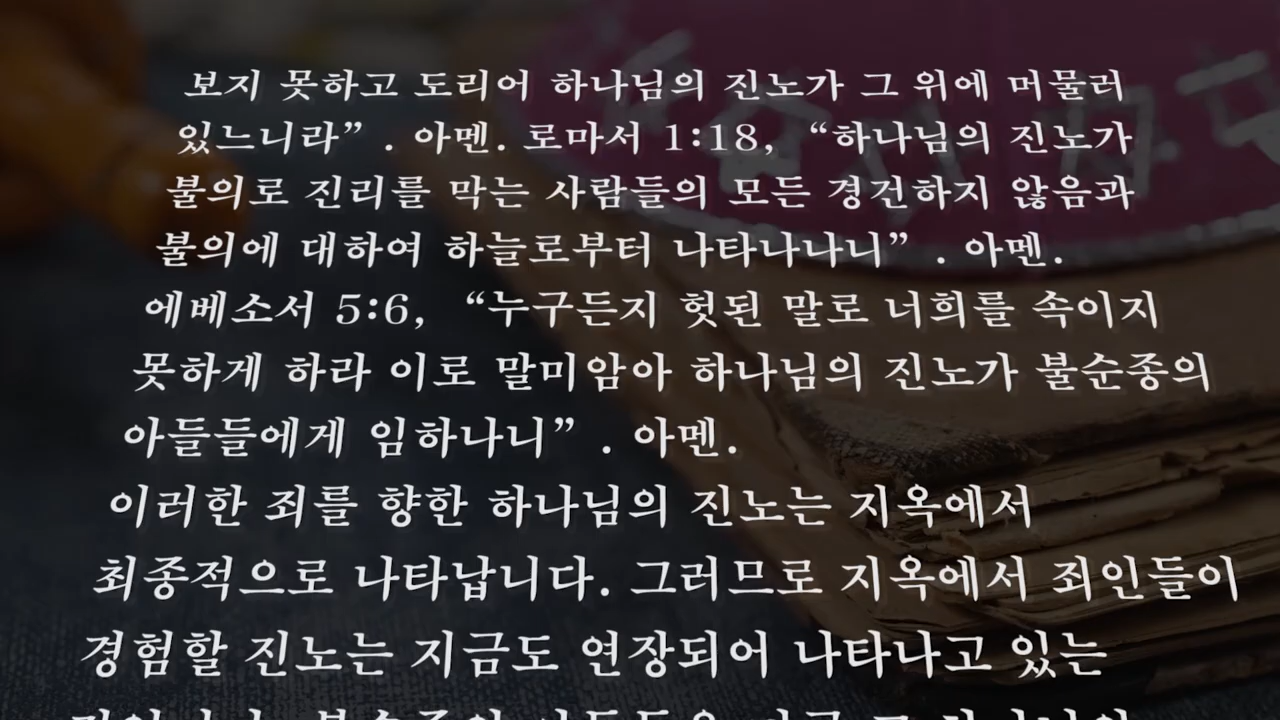 보지 못하고 도리어 하나님의 진노가 그 위에 머물러
있느니라” . 아멘. 로마서 1:18, “하나님의 진노가
불의로 진리를 막는 사람들의 모든 경건하지 않음과
불의에 대하여 하늘로부터 나타나나니” . 아멘.
에베소서 5:6, “누구든지 헛된 말로 너희를 속이지
못하게 하라 이로 말미암아 하나님의 진노가 불순종의
아들들에게 임하나니” . 아멘.
이러한 죄를 향한 하나님의 진노는 지옥에서
최종적으로 나타납니다. 그러므로 지옥에서 죄인들이
경험할 진노는 지금도 연장되어 나타나고 있는